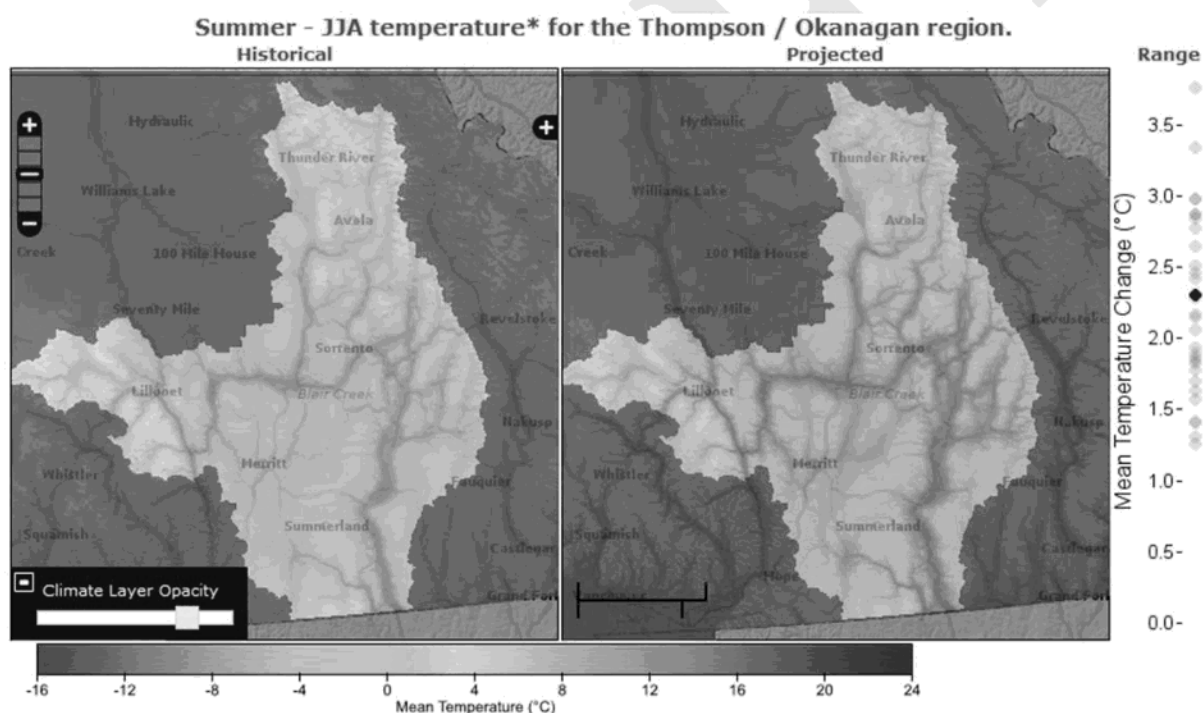 Summer - JJA temperature* for the Thompson / Okanagan region.
Historical
Projected
Range
Hydraulic
Thunder River
Williams Lake
Avola
Creek
100 Mile House
Seventy Mile
Revelstoke
Sorrento
Lillooet
Blair Creek
Nakusp
Merritt
Whistler
Fauquier
Summerland
Squamish
Castlegar
Grand For
Climate Layer Opacity
Hydraulic
Thunder River
Williams Lake
Avola
Creek
100 Mile House
Seventy Mile
Revelstoke
Sorrento
Lillooet
Blair Creek
Nakusp
Merritt
Whistler
Fauquier
Summerland
Squamish
Castlegar
Hope
Vancouver
Grand For
3.5-
3.0-
2.5-
2.0-
1.5-
1.0-
0.5-
0.0-
Mean Temperature Change (°C)
-16 -12 -8 -4 0 4 8 12 16 20 24
Mean Temperature (°C)